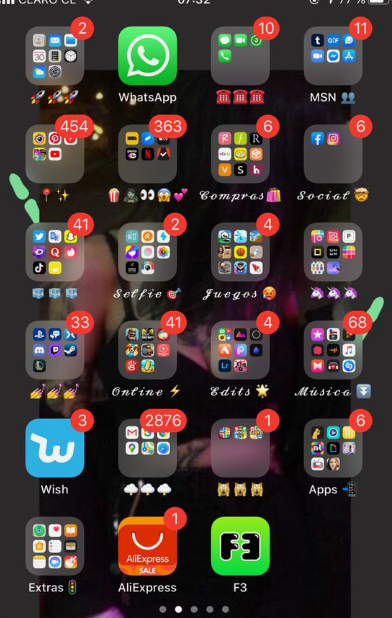 CLARO CL 07:32 77%
2 10 11
🚀🚀🚀 WhatsApp ☎️☎️☎️ MSN 👥
454 363 6 6
📍✨ 🍿👀😱💕 𝓒𝓸𝓶𝓹𝓻𝓪𝓼🛍️ 𝓢𝓸𝓬𝓲𝓪𝓵 🤯
41 2 4
𝓢𝓮𝓵𝓯𝓲𝓮 🎯 𝓙𝓾𝓮𝓰𝓸𝓼 🥵 🦄🦄🦄
33 41 4 68
💅💅💅 𝓞𝓷𝓵𝓲𝓷𝓮 ⚡ 𝓔𝓭𝓲𝓽𝓼 🌟 𝓜ú𝓼𝓲𝓬𝓪 ⏬
3 2876 1 6
Wish 🌩️🌩️🌩️ 🙀🙀🙀 Apps 📲
1
AliExpress
SALE
F3
Extras 🚦 AliExpress F3